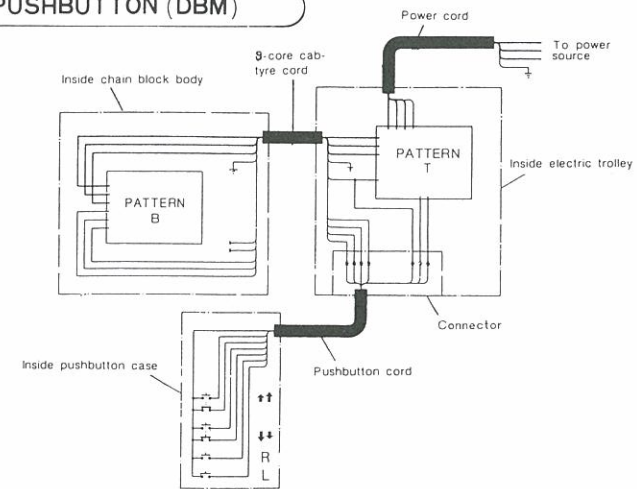 PUSHBUTTON (DBM)
Power cord
To power
source
9-core cab-
tyre cord
Inside chain block body
PATTERN
T
Inside electric trolley
PATTERN
B
Connector
Inside pushbutton case
Pushbutton cord
R
L